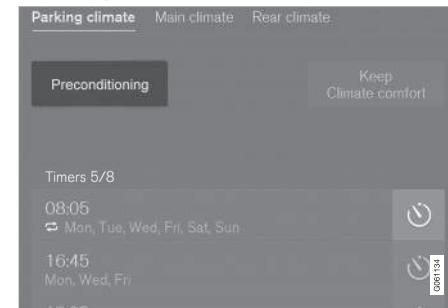 Parking climate Main climate Rear climate
Preconditioning
Keep
Climate comfort
Timers 5/8
08:05
Mon, Tue, Wed, Fri, Sat, Sun
16:45
Mon, Wed, Fri
G061134